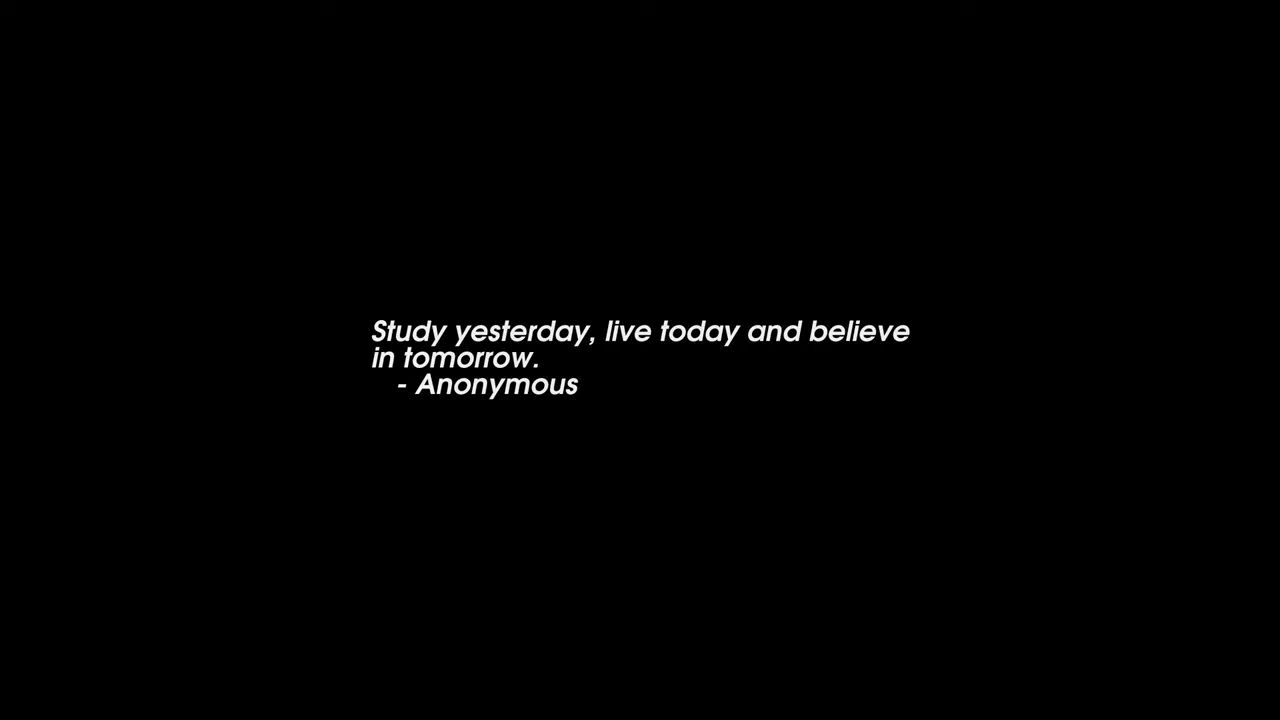 Study yesterday, live today and believe
in tomorrow.
- Anonymous